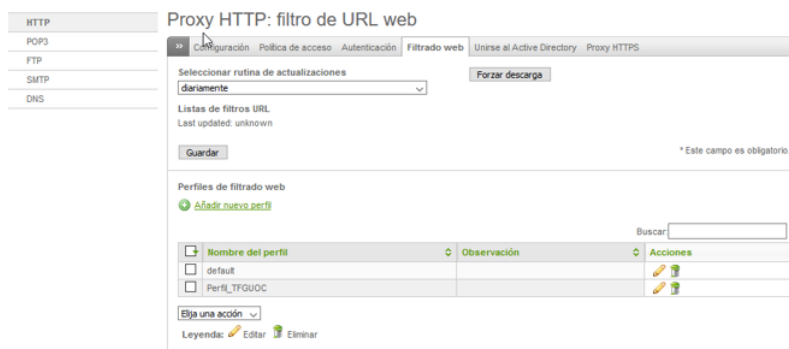 HTTP
POP3
FTP
SMTP
DNS
Proxy HTTP: filtro de URL web
» Configuración Política de acceso Autenticación Filtrado web Unirse al Active Directory Proxy HTTPS
Seleccionar rutina de actualizaciones
diariamente
Forzar descarga
Listas de filtros URL
Last updated: unknown
Guardar
* Este campo es obligatorio.
Perfiles de filtrado web
Añadir nuevo perfil
Buscar:
Nombre del perfil Observación Acciones
default
Perfil_TFGUOC
Elija una acción
Leyenda: Editar Eliminar